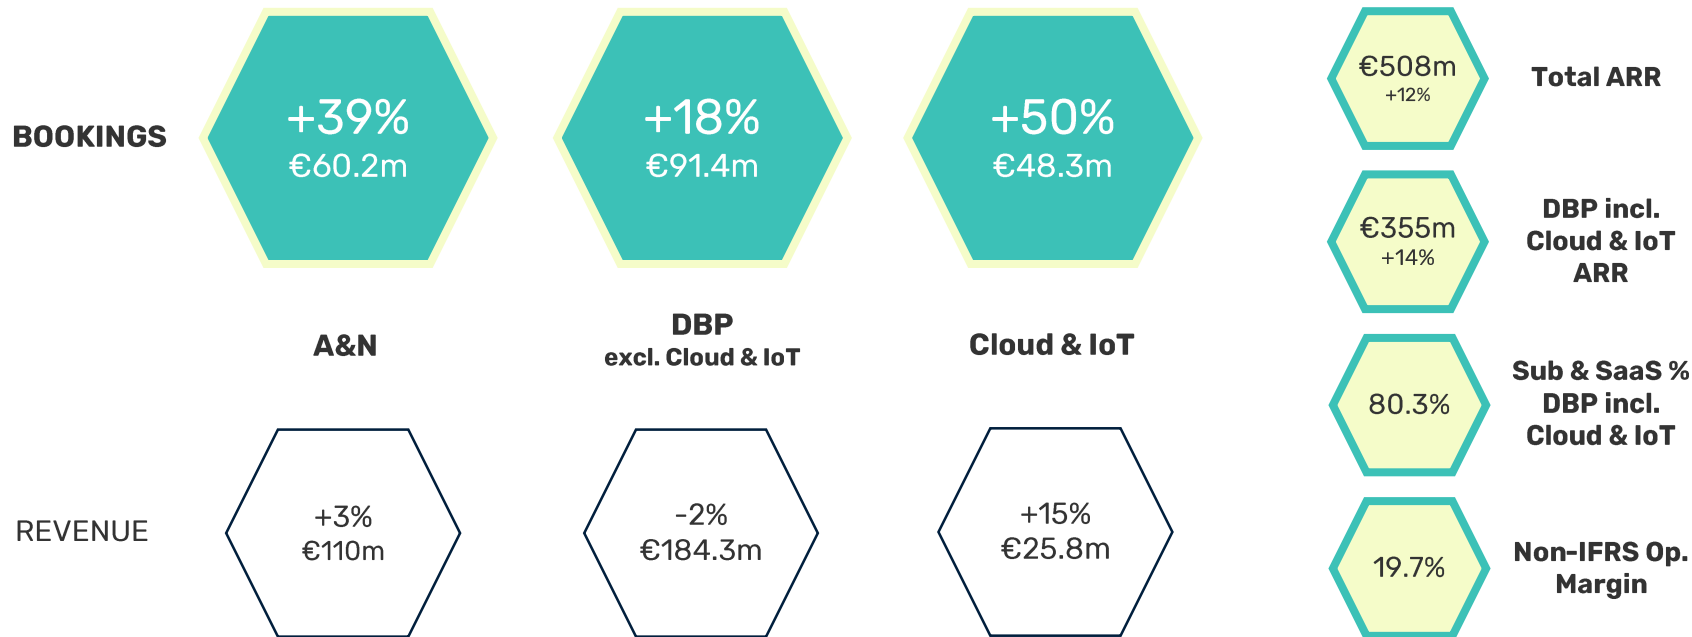 BOOKINGS
+39%
€60.2m
+18%
€91.4m
+50%
€48.3m
A&N
DBP
excl. Cloud & IoT
Cloud & IoT
REVENUE
+3%
€110m
-2%
€184.3m
+15%
€25.8m
€508m
+12%
Total ARR
€355m
+14%
DBP incl.
Cloud & IoT
ARR
80.3%
Sub & SaaS %
DBP incl.
Cloud & IoT
19.7%
Non-IFRS Op.
Margin